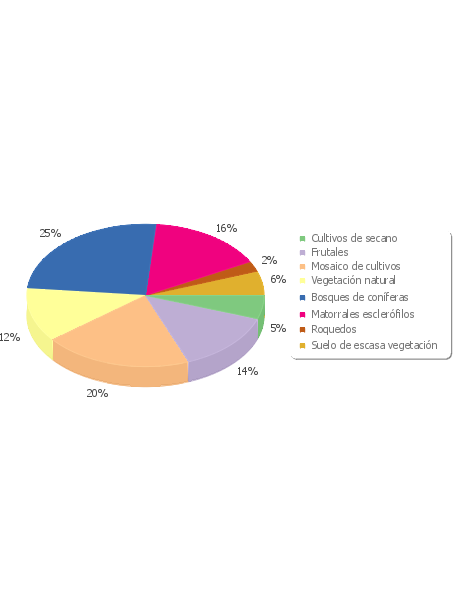 16%
25%
2%
6%
5%
12%
14%
20%
Cultivos de secano
Frutales
Mosaico de cultivos
Vegetación natural
Bosques de coníferas
Matorrales esclerófilos
Roquedos
Suelo de escasa vegetación